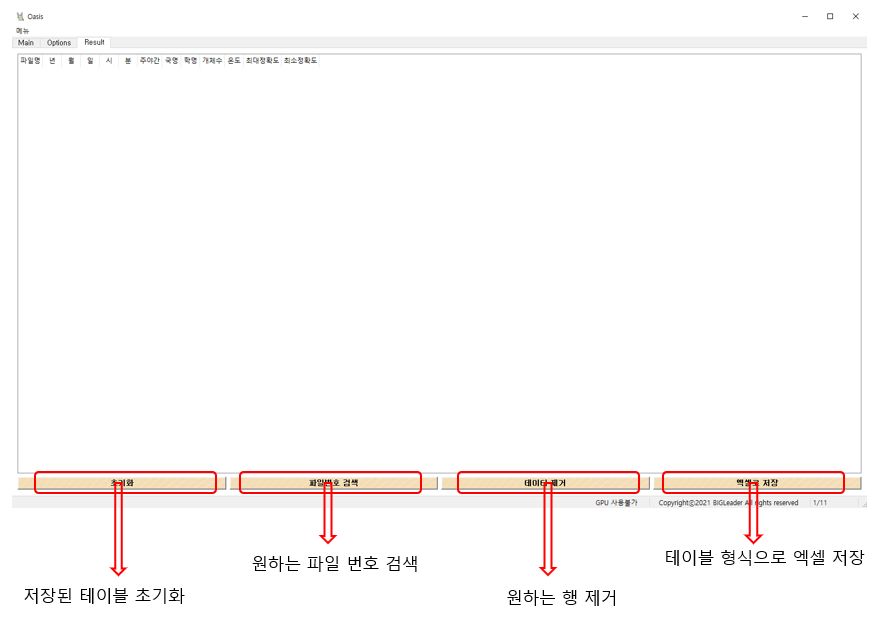 Oasis
메뉴
Main Options Result
파일명 년 월 일 시 분 주야간 국명 학명 개체수 온도 최대정확도 최소정확도
초기화 파일번호 검색 데이터 제거 엑셀로 저장
GPU 사용불가 Copyrightⓒ2021 BIGLeader All rights reserved 1/11
테이블 형식으로 엑셀 저장
원하는 파일 번호 검색
저장된 테이블 초기화
원하는 행 제거